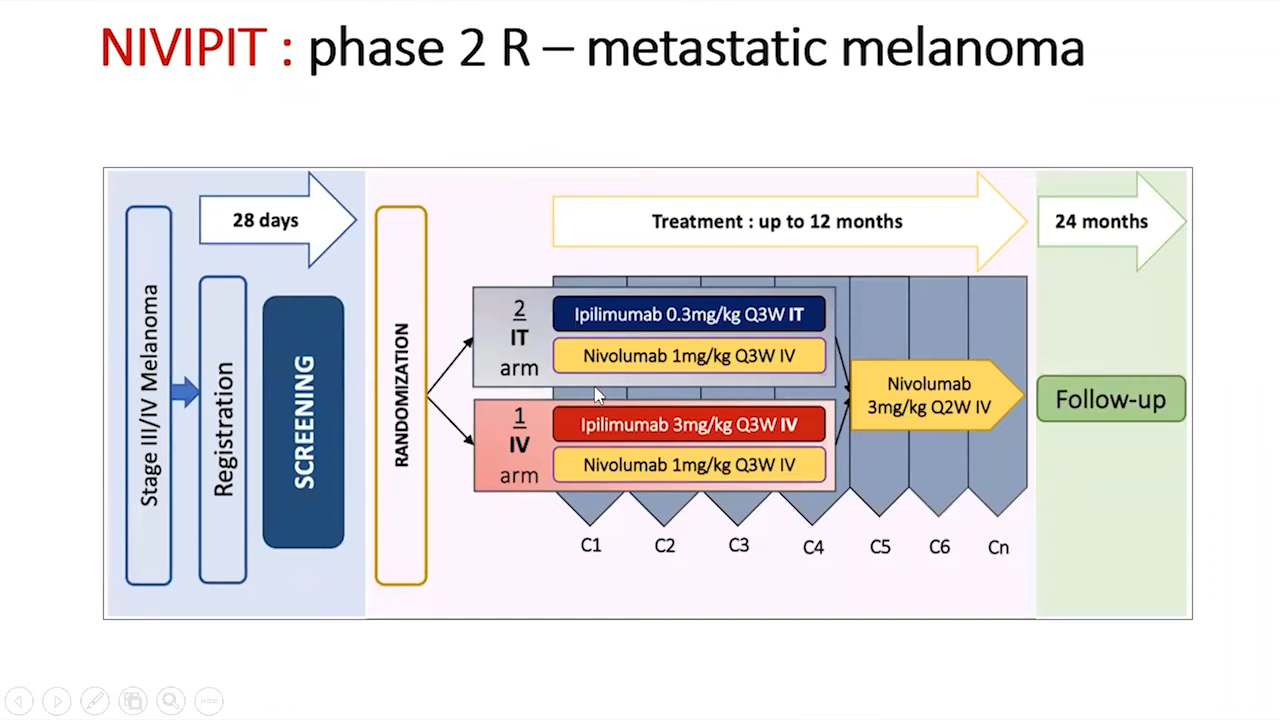 NIVIPIT : phase 2 R – metastatic melanoma
28 days
Treatment : up to 12 months
24 months
Stage III/IV Melanoma
Registration
SCREENING
RANDOMIZATION
2
IT
arm
Ipilimumab 0.3mg/kg Q3W IT
Nivolumab 1mg/kg Q3W IV
1
IV
arm
Ipilimumab 3mg/kg Q3W IV
Nivolumab 1mg/kg Q3W IV
Nivolumab
3mg/kg Q2W IV
Follow-up
C1 C2 C3 C4 C5 C6 Cn